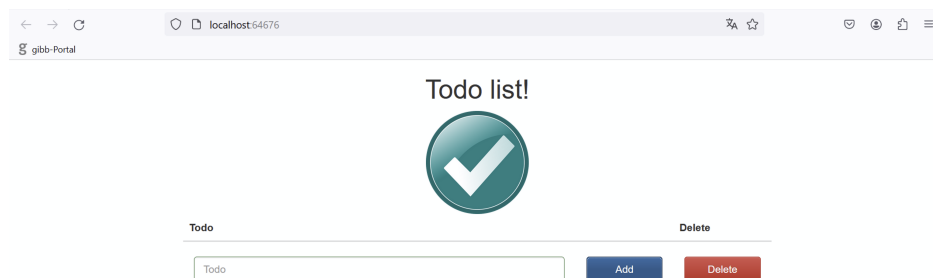 localhost:64676
gibb-Portal
Todo list!
Todo Delete
Todo Add Delete